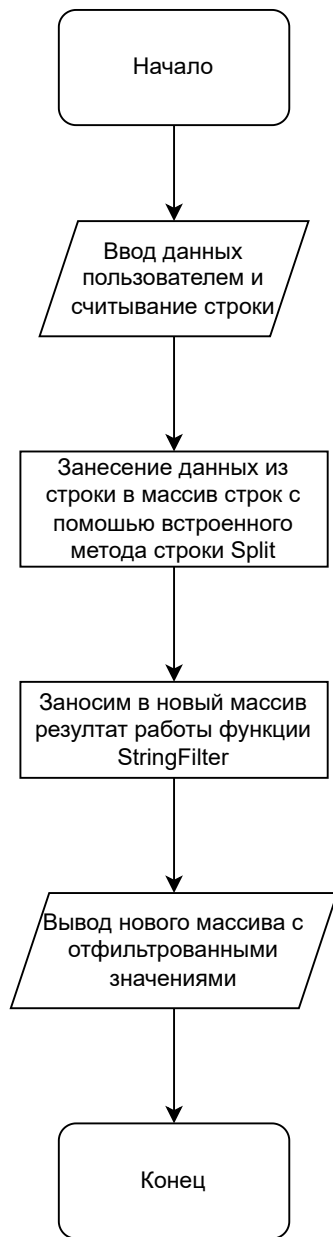 Начало
Ввод данных
пользователем и
считывание строки
Занесение данных из
строки в массив строк с
помошью встроенного
метода строки Split
Заносим в новый массив
резултат работы функции
StringFilter
Вывод нового массива с
отфильтрованными
значениями
Конец